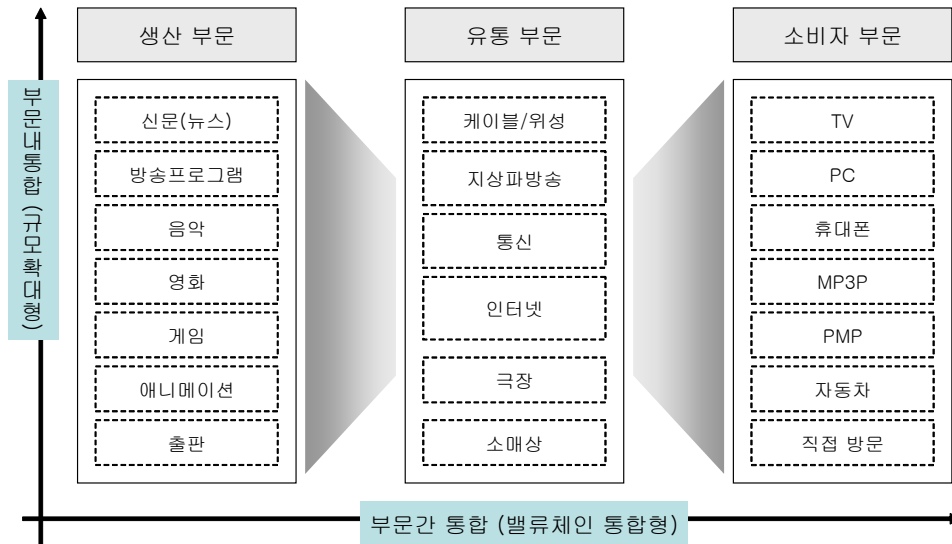 생산 부문
유통 부문
소비자 부문
부문내통합 (규모확대형)
신문(뉴스)
방송프로그램
음악
영화
게임
애니메이션
출판
케이블/위성
지상파방송
통신
인터넷
극장
소매상
TV
PC
휴대폰
MP3P
PMP
자동차
직접 방문
부문간 통합 (밸류체인 통합형)